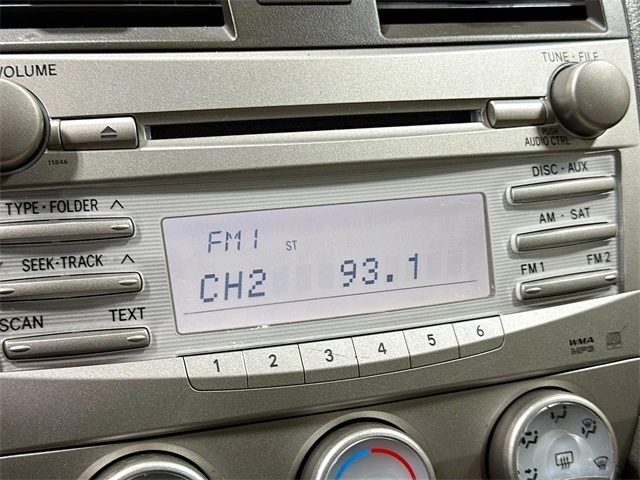 VOLUME
TUNE·FILE
PUSH
AUDIO CTRL
11846
DISC·AUX
TYPE·FOLDER ∧
AM·SAT
SEEK·TRACK ∧
FM1 FM2
SCAN TEXT
FM1 ST
CH2 93.1
1 2 3 4 5 6
WMA
MP3